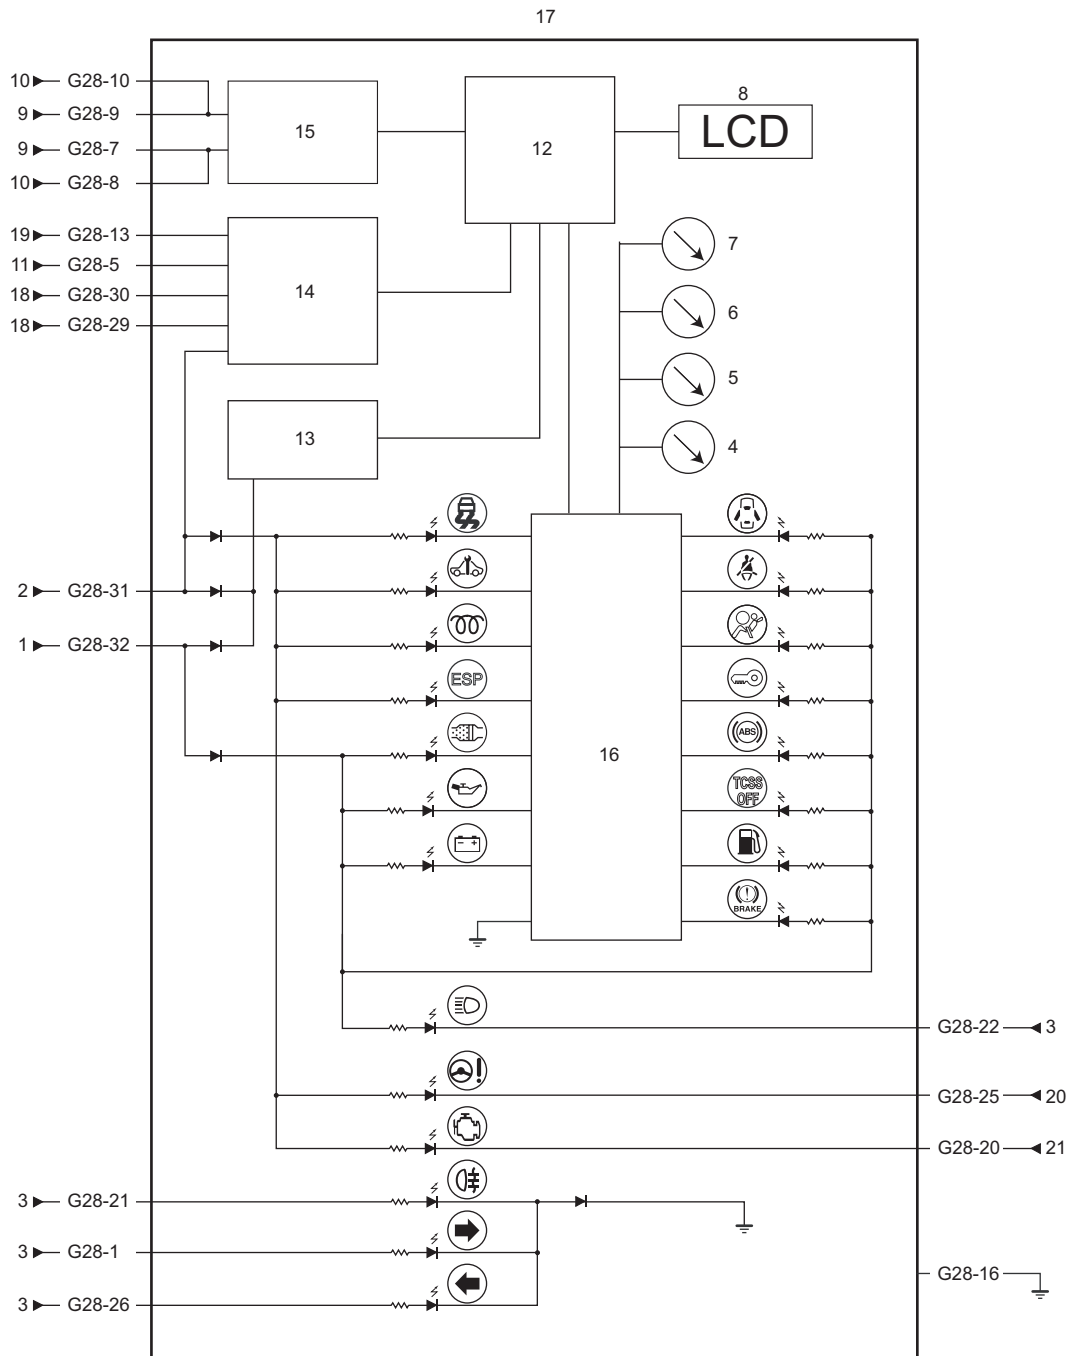 17
10 G28-10
9 G28-9
9 G28-7
10 G28-8
15
12
8
LCD
19 G28-13
11 G28-5
18 G28-30
18 G28-29
14
7
6
5
4
13
2 G28-31
1 G28-32
ESP
16
ABS
TCSS
OFF
- +
!
BRAKE
G28-22 3
!
G28-25 20
G28-20 21
3 G28-21
3 G28-1
G28-16
3 G28-26